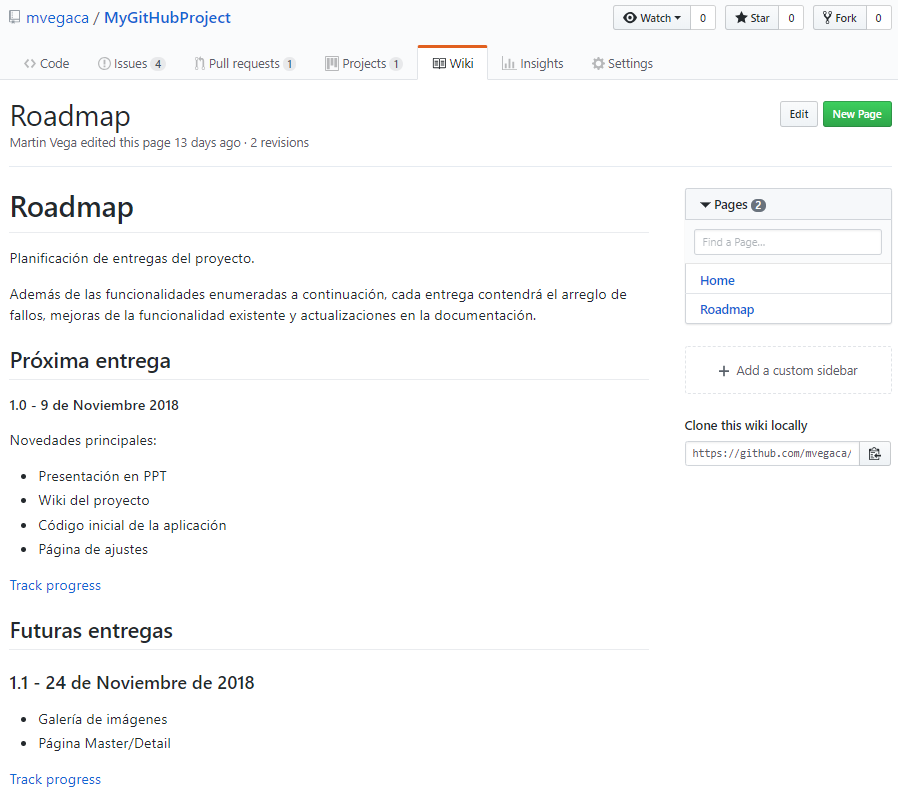 mvegaca / MyGitHubProject
Watch 0 Star 0 Fork 0
Code Issues 4 Pull requests 1 Projects 1 Wiki Insights Settings
Roadmap
Edit New Page
Martin Vega edited this page 13 days ago · 2 revisions
Roadmap
Planificación de entregas del proyecto.
Además de las funcionalidades enumeradas a continuación, cada entrega contendrá el arreglo de
fallos, mejoras de la funcionalidad existente y actualizaciones en la documentación.
Próxima entrega
1.0 - 9 de Noviembre 2018
Novedades principales:
• Presentación en PPT
• Wiki del proyecto
• Código inicial de la aplicación
• Página de ajustes
Track progress
Futuras entregas
1.1 - 24 de Noviembre de 2018
• Galería de imágenes
• Página Master/Detail
Track progress
Pages 2
Find a Page...
Home
Roadmap
+ Add a custom sidebar
Clone this wiki locally
https://github.com/mvegaca/